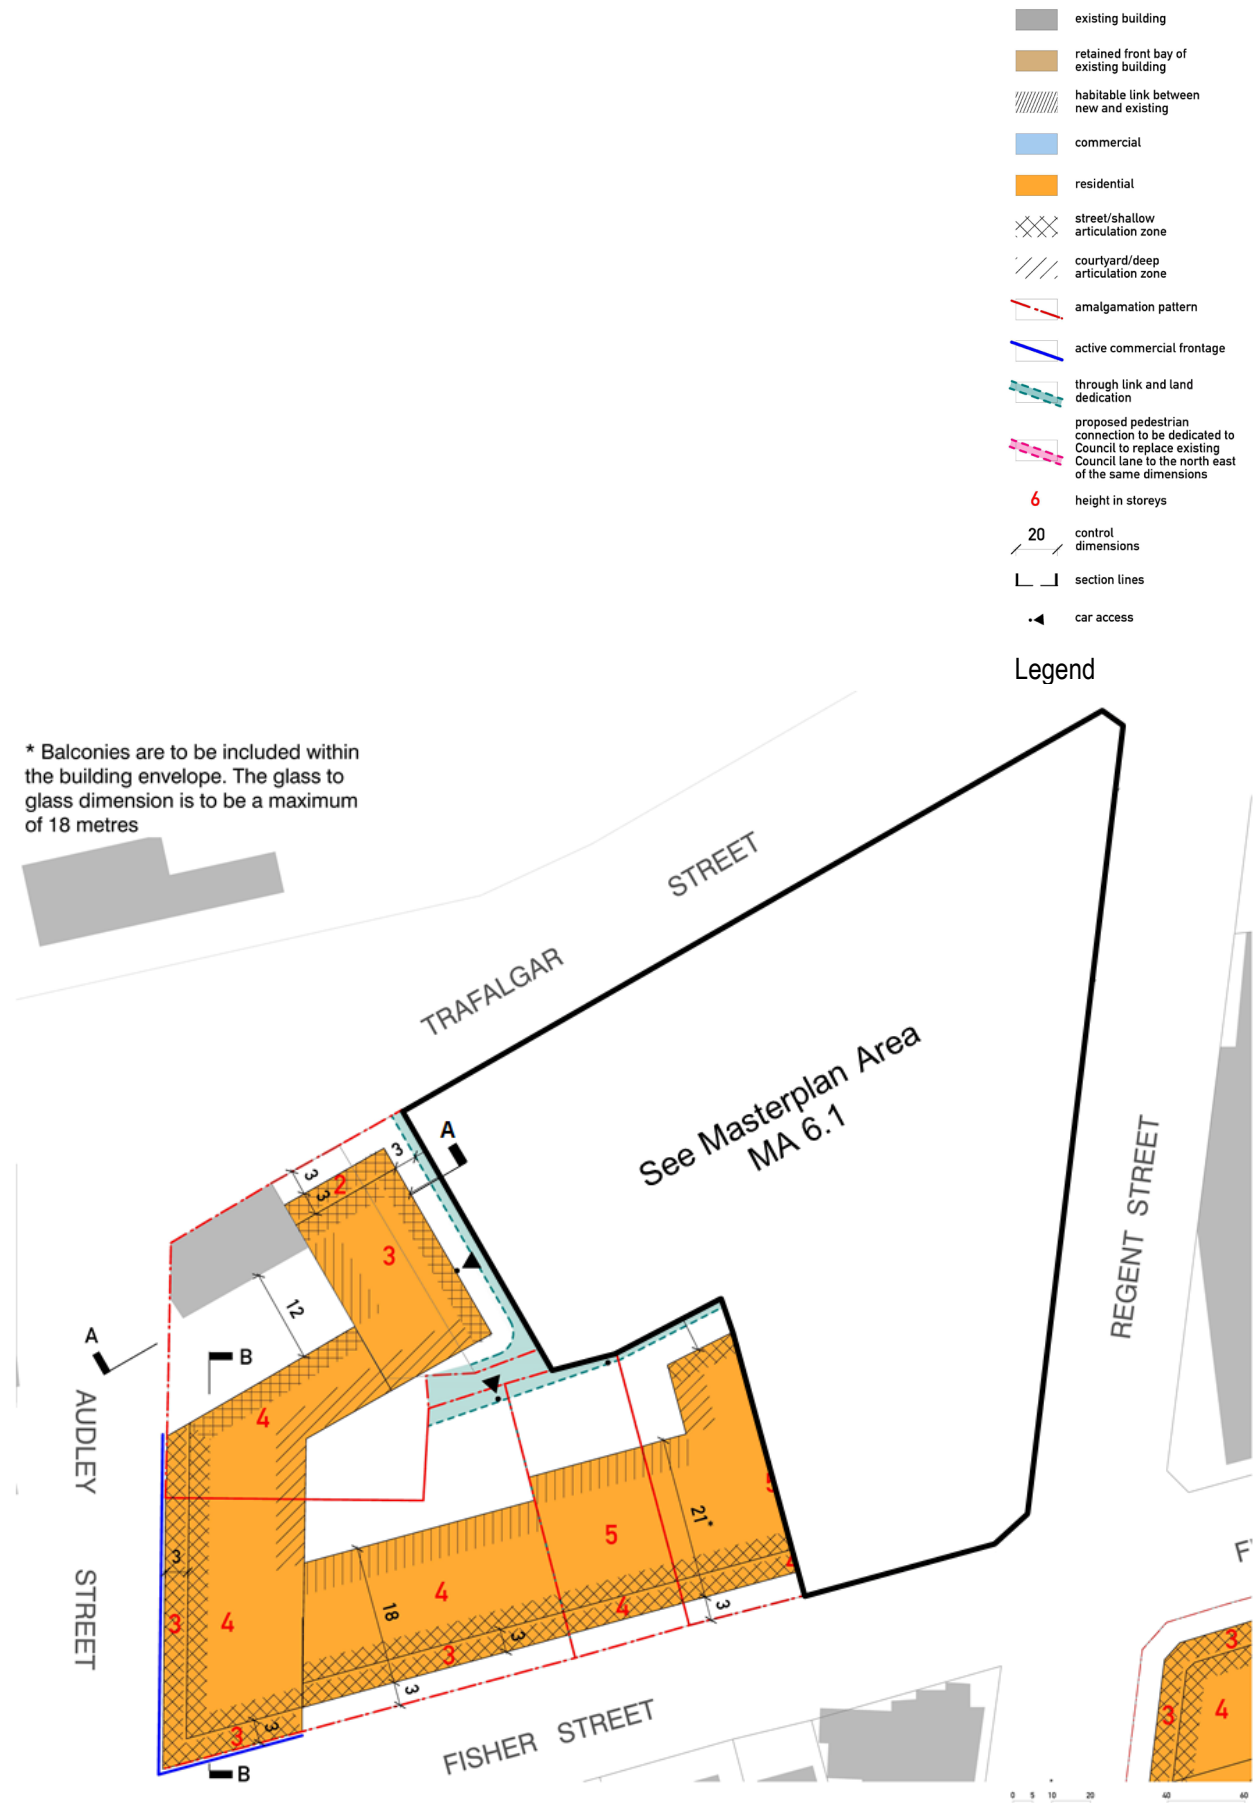 existing building
retained front bay of
existing building
habitable link between
new and existing
commercial
residential
street/shallow
articulation zone
courtyard/deep
articulation zone
amalgamation pattern
active commercial frontage
through link and land
dedication
proposed pedestrian
connection to be dedicated to
Council to replace existing
Council lane to the north east
of the same dimensions
6
height in storeys
20
control
dimensions
section lines
car access
Legend
* Balconies are to be included within
the building envelope. The glass to
glass dimension is to be a maximum
of 18 metres
TRAFALGAR STREET
See Masterplan Area
MA 6.1
REGENT STREET
AUDLEY STREET
FISHER STREET
A
3
3
2
3
3
12
A
B
4
3
3
4
4
18
3
3
3
5
21*
4
3
5
4
3
3
3
B
3
3
4
0 5 10 20 40 60